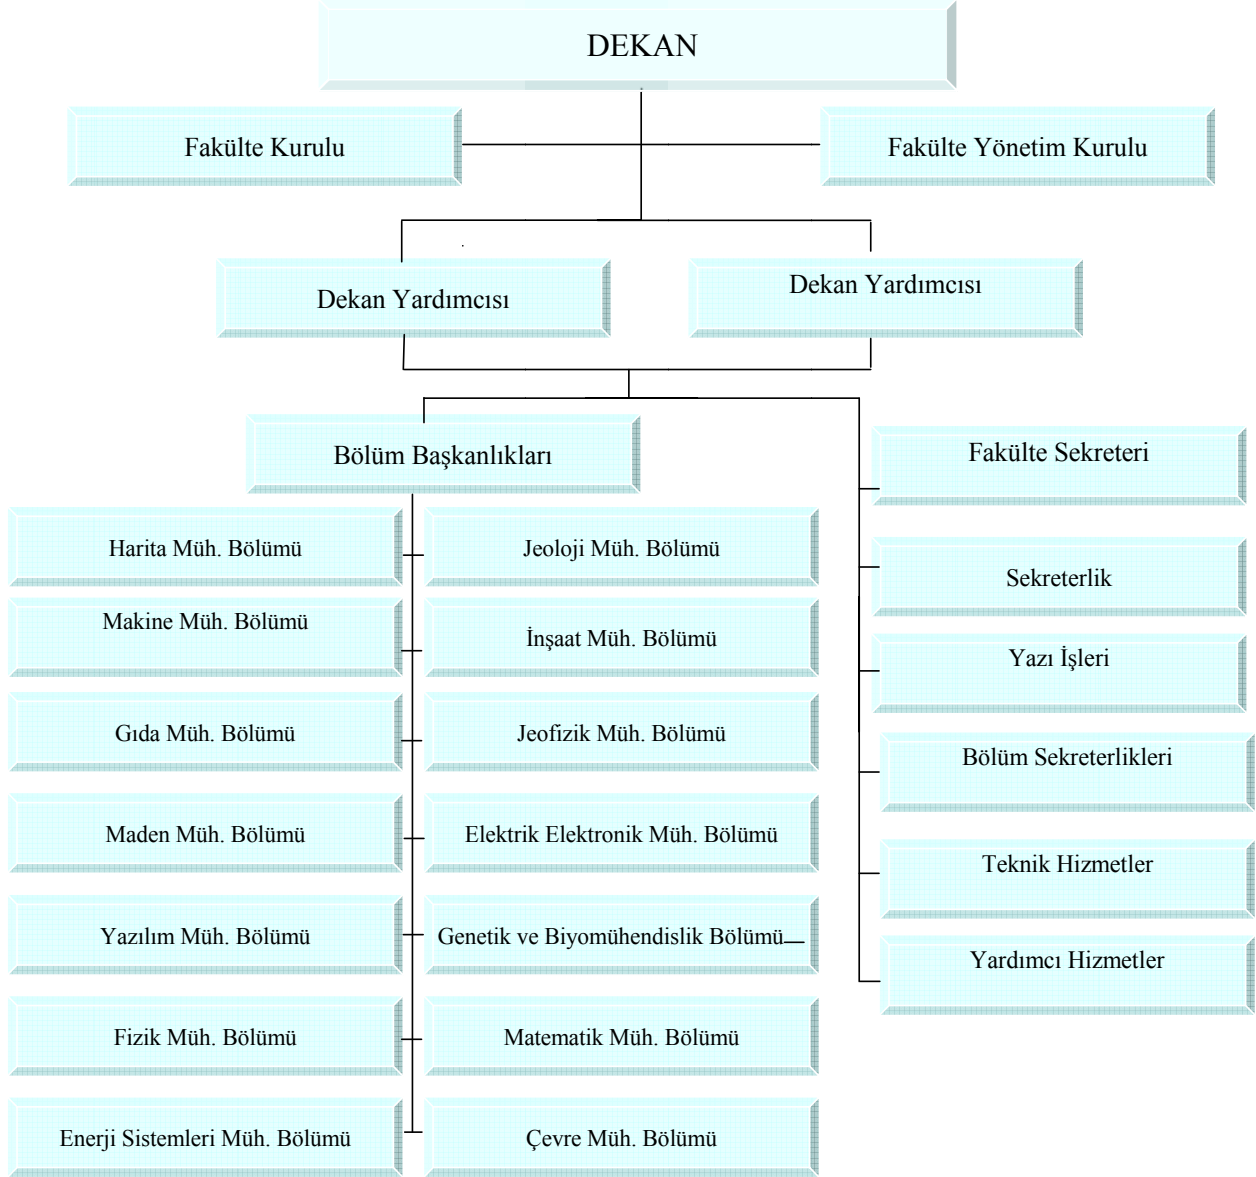 DEKAN
Fakülte Kurulu
Fakülte Yönetim Kurulu
Dekan Yardımcısı
Dekan Yardımcısı
Bölüm Başkanlıkları
Harita Müh. Bölümü
Jeoloji Müh. Bölümü
Makine Müh. Bölümü
İnşaat Müh. Bölümü
Gıda Müh. Bölümü
Jeofizik Müh. Bölümü
Maden Müh. Bölümü
Elektrik Elektronik Müh. Bölümü
Yazılım Müh. Bölümü
Genetik ve Biyomühendislik Bölümü
Fizik Müh. Bölümü
Matematik Müh. Bölümü
Enerji Sistemleri Müh. Bölümü
Çevre Müh. Bölümü
Fakülte Sekreteri
Sekreterlik
Yazı İşleri
Bölüm Sekreterlikleri
Teknik Hizmetler
Yardımcı Hizmetler